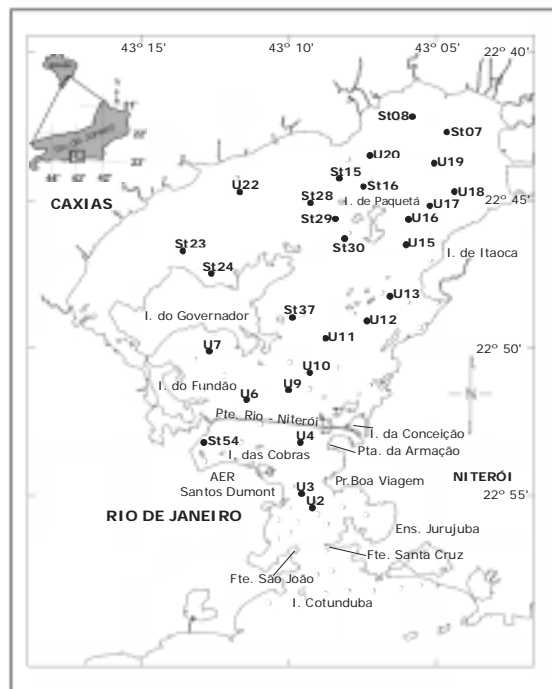 43° 15' 43° 10' 43° 05'
22° 40'
St08
St07
U20
U19
St15
St16
U22
U18
St28
I. de Paquetá
CAXIAS
U17
22° 45'
St29
U16
St30
U15
St23
I. de Itaoca
St24
U13
I. do Governador
St37
U12
U11
U7
22° 50'
U10
I. do Fundão
U9
U6
Pte. Rio - Niterói
I. da Conceição
St54
U4
I. das Cobras
Pta. da Armação
AER
Santos Dumont
Pr.Boa Viagem
NITERÓI
U3
22° 55'
U2
RIO DE JANEIRO
Ens. Jurujuba
Fte. Santa Cruz
Fte. São João
I. Cotunduba
N